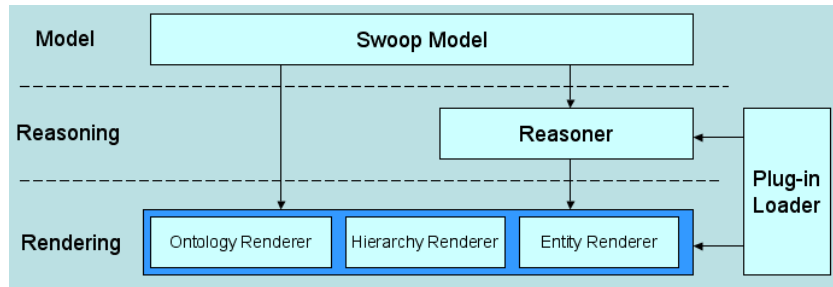 Model
Swoop Model
Reasoning
Reasoner
Plug-in
Loader
Rendering
Ontology Renderer
Hierarchy Renderer
Entity Renderer